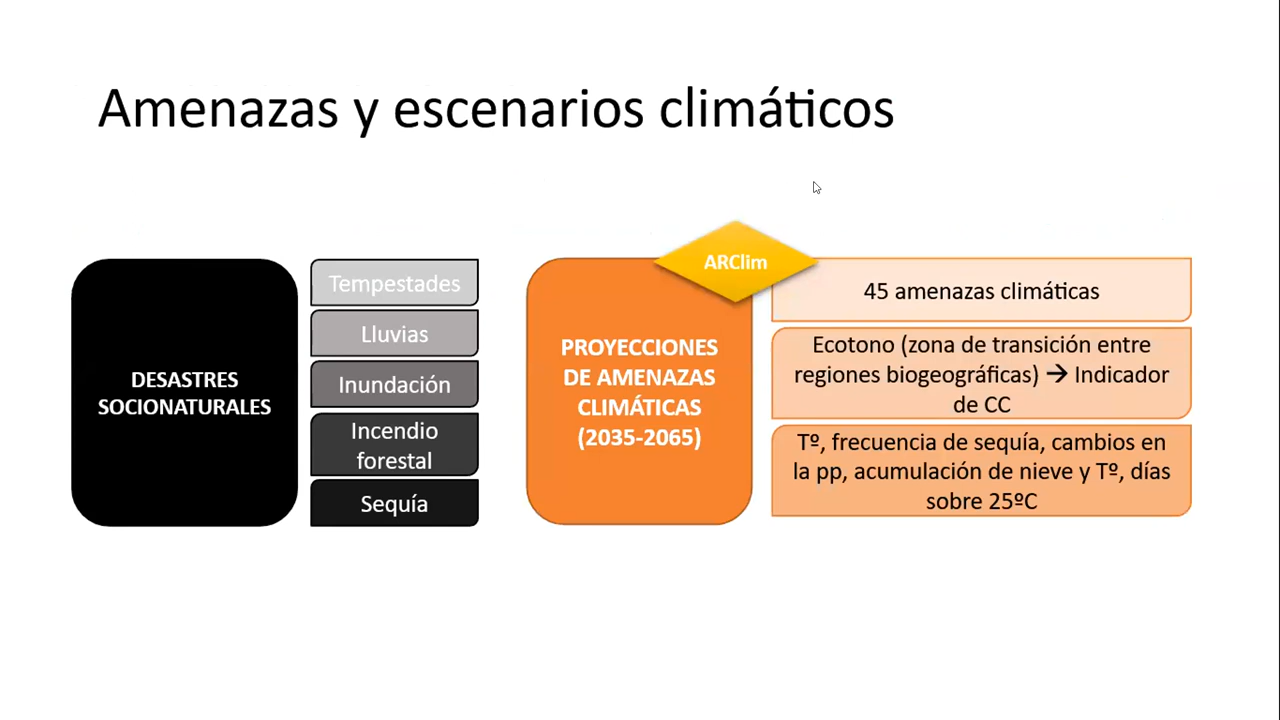 Amenazas y escenarios climáticos
DESASTRES
SOCIONATURALES
Tempestades
Lluvias
Inundación
Incendio
forestal
Sequía
ARClim
PROYECCIONES
DE AMENAZAS
CLIMÁTICAS
(2035-2065)
45 amenazas climáticas
Ecotono (zona de transición entre
regiones biogeográficas) → Indicador
de CC
Tº, frecuencia de sequía, cambios en
la pp, acumulación de nieve y Tº, días
sobre 25ºC